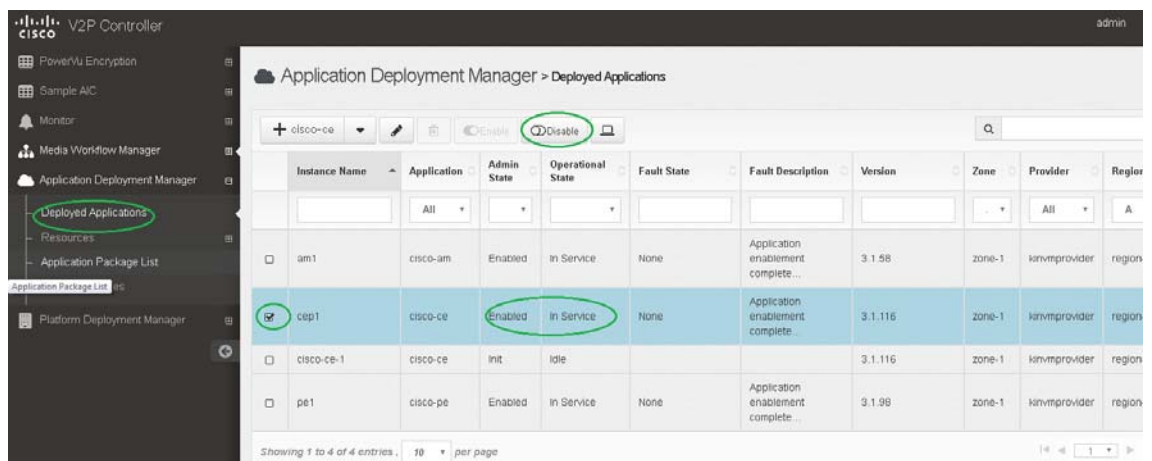 CISCO V2P Controller
admin
PowerVu Encryption
Sample AIC
Monitor
Media Workflow Manager
Application Deployment Manager
Deployed Applications
Resources
Application Package List
Application Package List
es
Platform Deployment Manager
Application Deployment Manager > Deployed Applications
cisco-ce
Enable
Disable
Instance Name Application Admin State Operational State Fault State Fault Description Version Zone Provider Region
All All A
am1 cisco-am Enabled In Service None Application enablement complete... 3.1.58 zone-1 kinvmprovider region-
cep1 cisco-ce Enabled In Service None Application enablement complete... 3.1.116 zone-1 kinvmprovider region-
cisco-ce-1 cisco-ce Init Idle 3.1.116 zone-1 kinvmprovider region-
pe1 cisco-pe Enabled In Service None Application enablement complete... 3.1.98 zone-1 kinvmprovider region-
Showing 1 to 4 of 4 entries , 10 per page
1